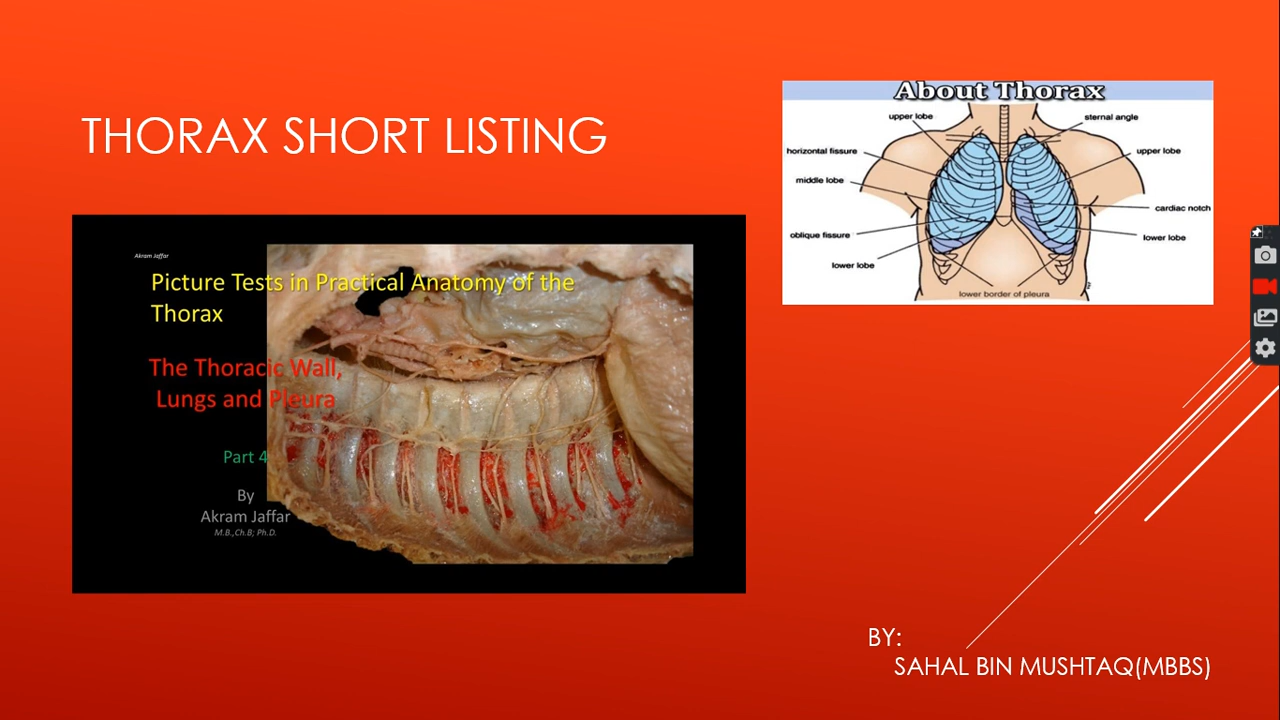 THORAX SHORT LISTING
Akram Jaffar
Picture Tests in Practical Anatomy of the
Thorax
The Thoracic Wall,
Lungs and Pleura
Part 4
By
Akram Jaffar
M.B.,Ch.B; Ph.D.
About Thorax
upper lobe
sternal angle
horizontal fissure
upper lobe
middle lobe
cardiac notch
oblique fissure
lower lobe
lower lobe
lower border of pleura
BY:
SAHAL BIN MUSHTAQ(MBBS)